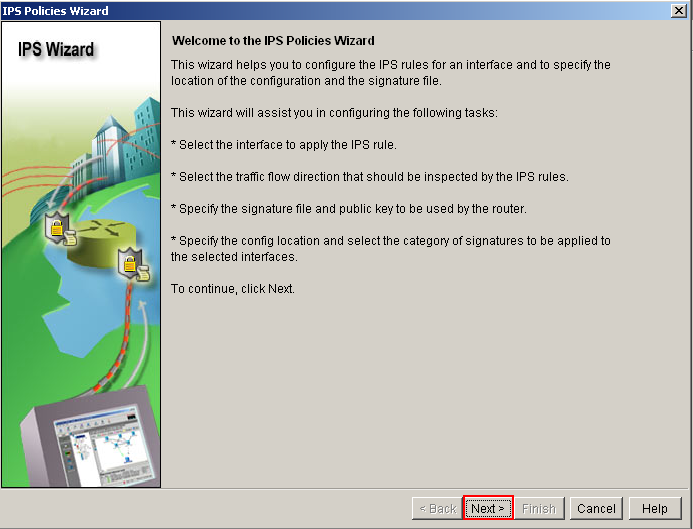 IPS Policies Wizard
IPS Wizard
Welcome to the IPS Policies Wizard
This wizard helps you to configure the IPS rules for an interface and to specify the
location of the configuration and the signature file.
This wizard will assist you in configuring the following tasks:
* Select the interface to apply the IPS rule.
* Select the traffic flow direction that should be inspected by the IPS rules.
* Specify the signature file and public key to be used by the router.
* Specify the config location and select the category of signatures to be applied to
the selected interfaces.
To continue, click Next.
< Back
Next >
Finish
Cancel
Help